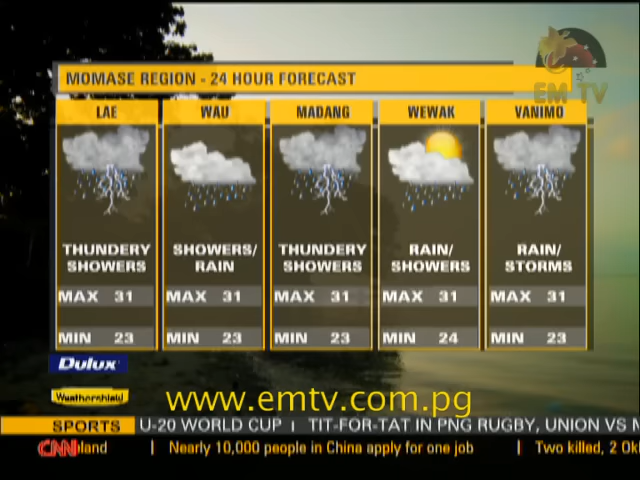 EM TV
MOMASE REGION - 24 HOUR FORECAST
LAE
THUNDERY
SHOWERS
MAX 31
MIN 23
WAU
SHOWERS/
RAIN
MAX 31
MIN 23
MADANG
THUNDERY
SHOWERS
MAX 31
MIN 23
WEWAK
RAIN/
SHOWERS
MAX 31
MIN 24
VANIMO
RAIN/
STORMS
MAX 31
MIN 23
Dulux
Weathershield
www.emtv.com.pg
SPORTS U-20 WORLD CUP | TIT-FOR-TAT IN PNG RUGBY, UNION VS M
CNN land | Nearly 10,000 people in China apply for one job | Two killed, 2 Ok